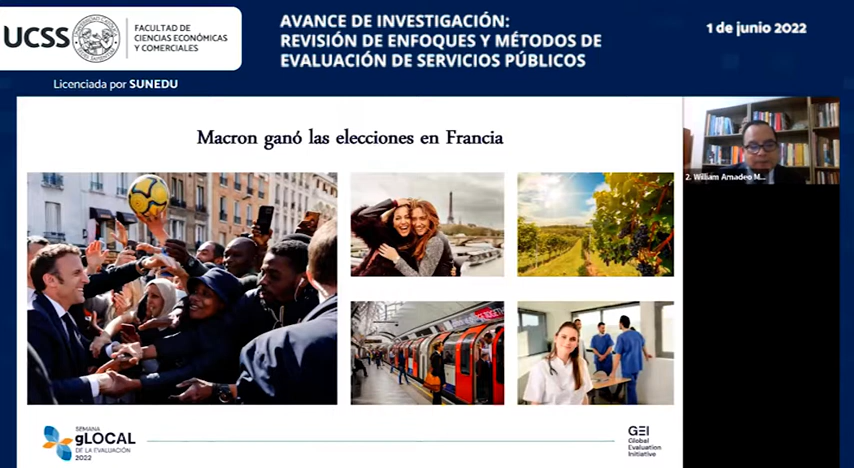 UCSS
FACULTAD DE
CIENCIAS ECONÓMICAS
Y COMERCIALES
Licenciada por SUNEDU
AVANCE DE INVESTIGACIÓN:
REVISIÓN DE ENFOQUES Y MÉTODOS DE
EVALUACIÓN DE SERVICIOS PÚBLICOS
1 de junio 2022
Macron ganó las elecciones en Francia
2. William Amadeo M...
SEMANA
gLOCAL
DE LA EVALUACIÓN
2022
GEI
Global
Evaluation
Initiative